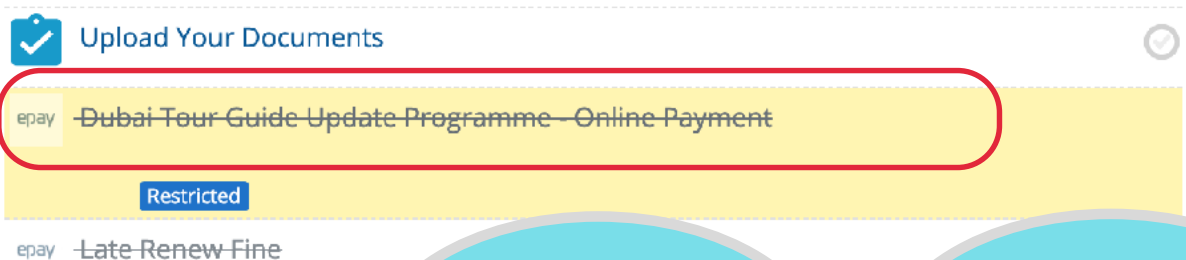 Upload Your Documents
epay Dubai Tour Guide Update Programme - Online Payment
Restricted
epay Late Renew Fine